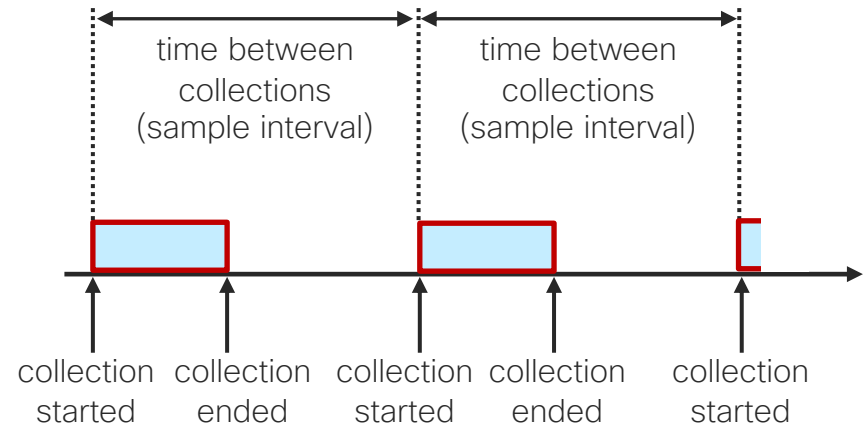 time between
collections
(sample interval)
time between
collections
(sample interval)
collection
started
collection
ended
collection
started
collection
ended
collection
started